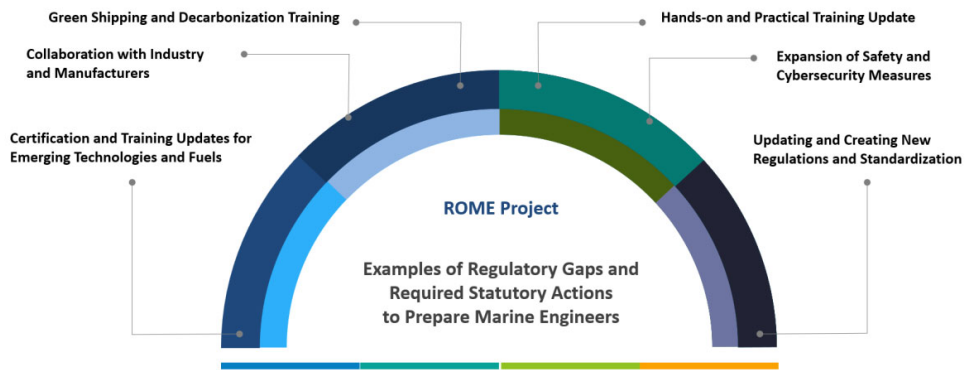 Green Shipping and Decarbonization Training
Hands-on and Practical Training Update
Collaboration with Industry
and Manufacturers
Expansion of Safety and
Cybersecurity Measures
Certification and Training Updates for
Emerging Technologies and Fuels
Updating and Creating New
Regulations and Standardization
ROME Project
Examples of Regulatory Gaps and
Required Statutory Actions
to Prepare Marine Engineers